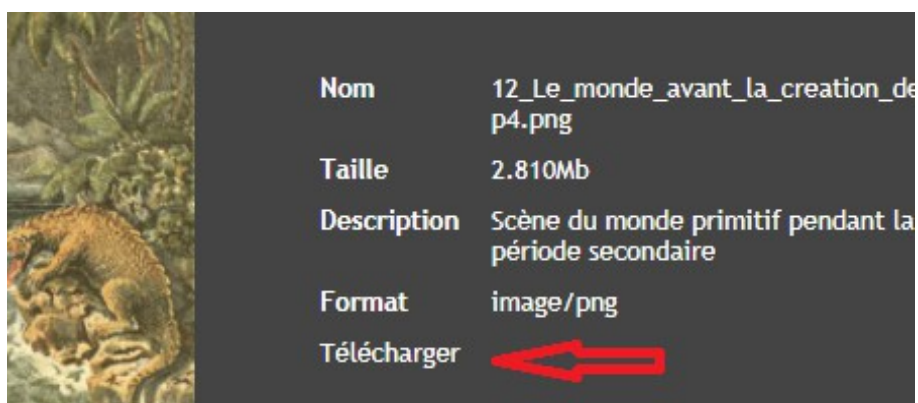 Nom 12_Le_monde_avant_la_creation_de
p4.png
Taille 2.810Mb
Description Scène du monde primitif pendant la
période secondaire
Format image/png
Télécharger